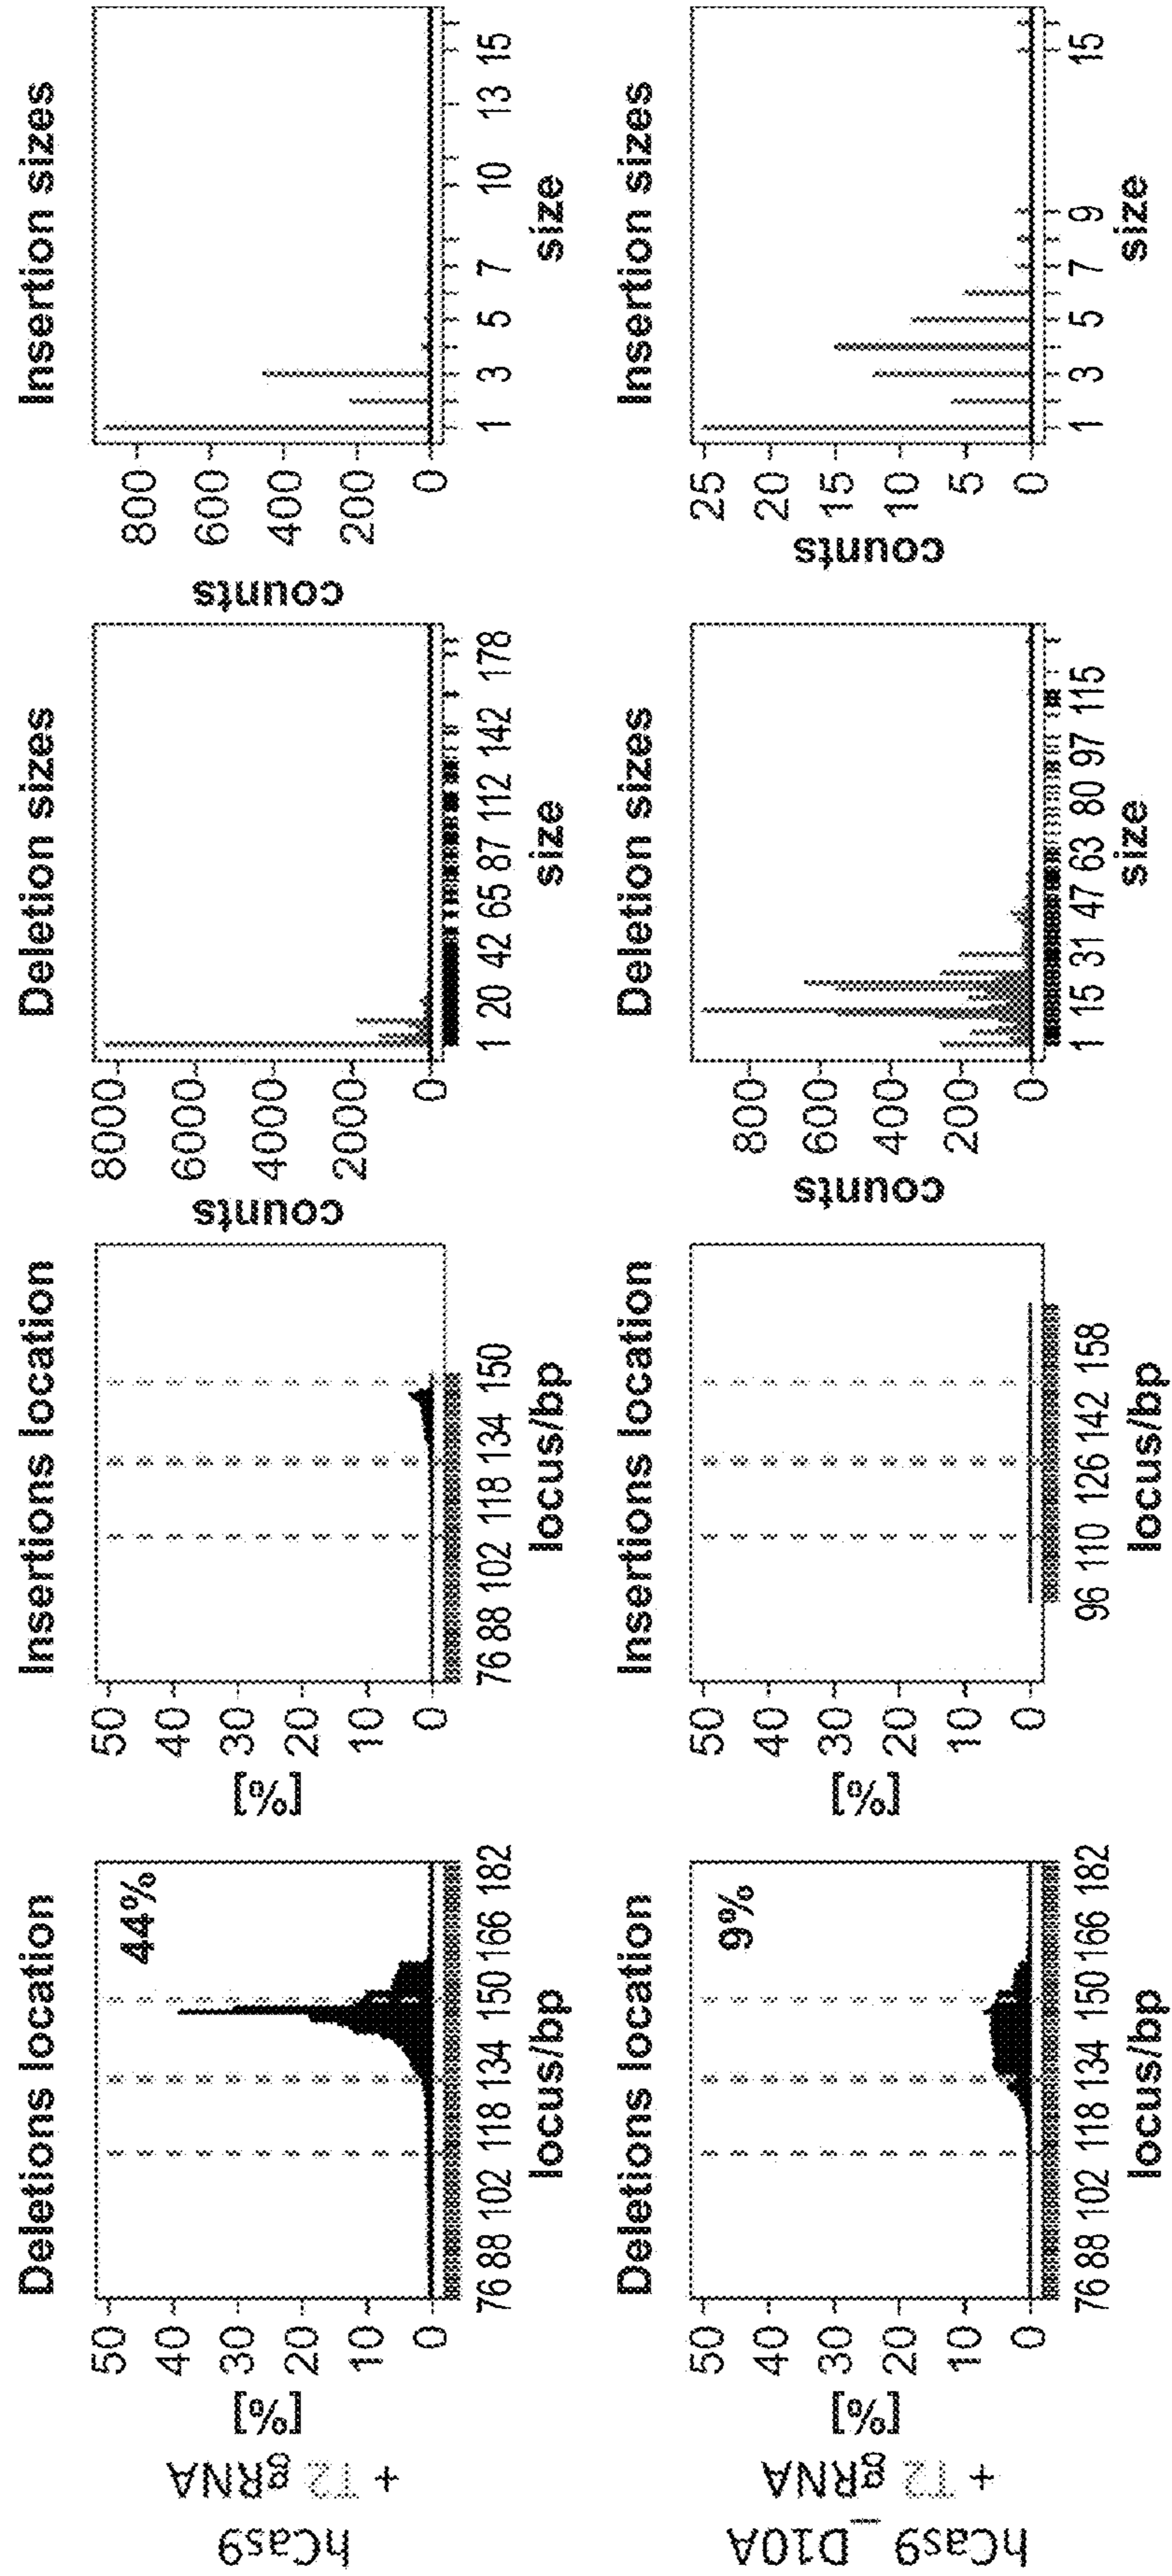 hCas9
+ T2 gRNA
Deletions location
44%
[%]
50
40
30
20
10
0
76 88 102 118 134 150 166 182
locus/bp
Insertions location
[%]
50
40
30
20
10
0
76 88 102 118 134 150
locus/bp
Deletion sizes
counts
8000
6000
4000
2000
0
1 20 42 65 87 112 142 178
size
Insertion sizes
counts
800
600
400
200
0
1 3 5 7 10 13 15
size
hCas9_D10A
+ T2 gRNA
Deletions location
9%
[%]
50
40
30
20
10
0
76 88 102 118 134 150 166 182
locus/bp
Insertions location
[%]
50
40
30
20
10
0
96 110 126 142 158
locus/bp
Deletion sizes
counts
800
600
400
200
0
1 15 31 47 63 80 97 115
size
Insertion sizes
counts
25
20
15
10
5
0
1 3 5 7 9 15
size